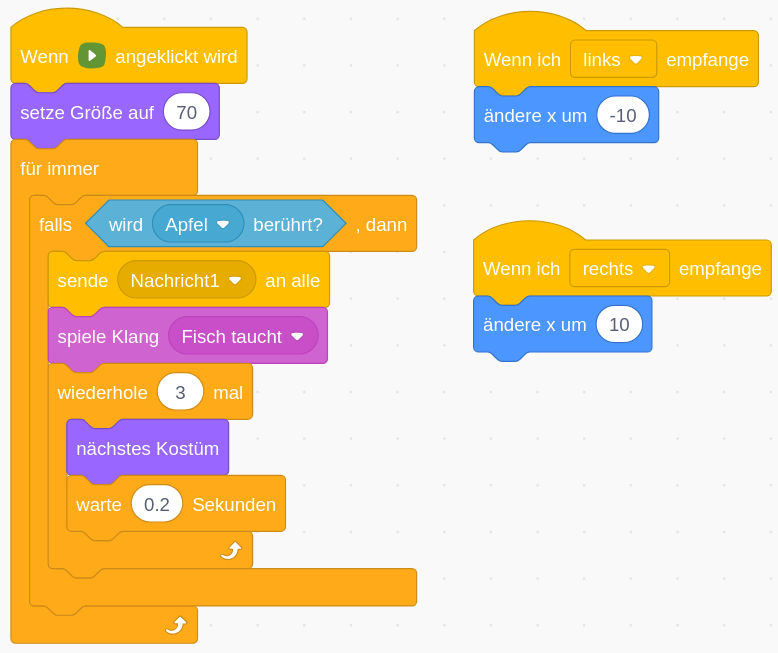 Wenn angeklickt wird
setze Größe auf 70
für immer
falls wird Apfel berührt? , dann
sende Nachricht1 an alle
spiele Klang Fisch taucht
wiederhole 3 mal
nächstes Kostüm
warte 0.2 Sekunden
Wenn ich links empfange
ändere x um -10
Wenn ich rechts empfange
ändere x um 10